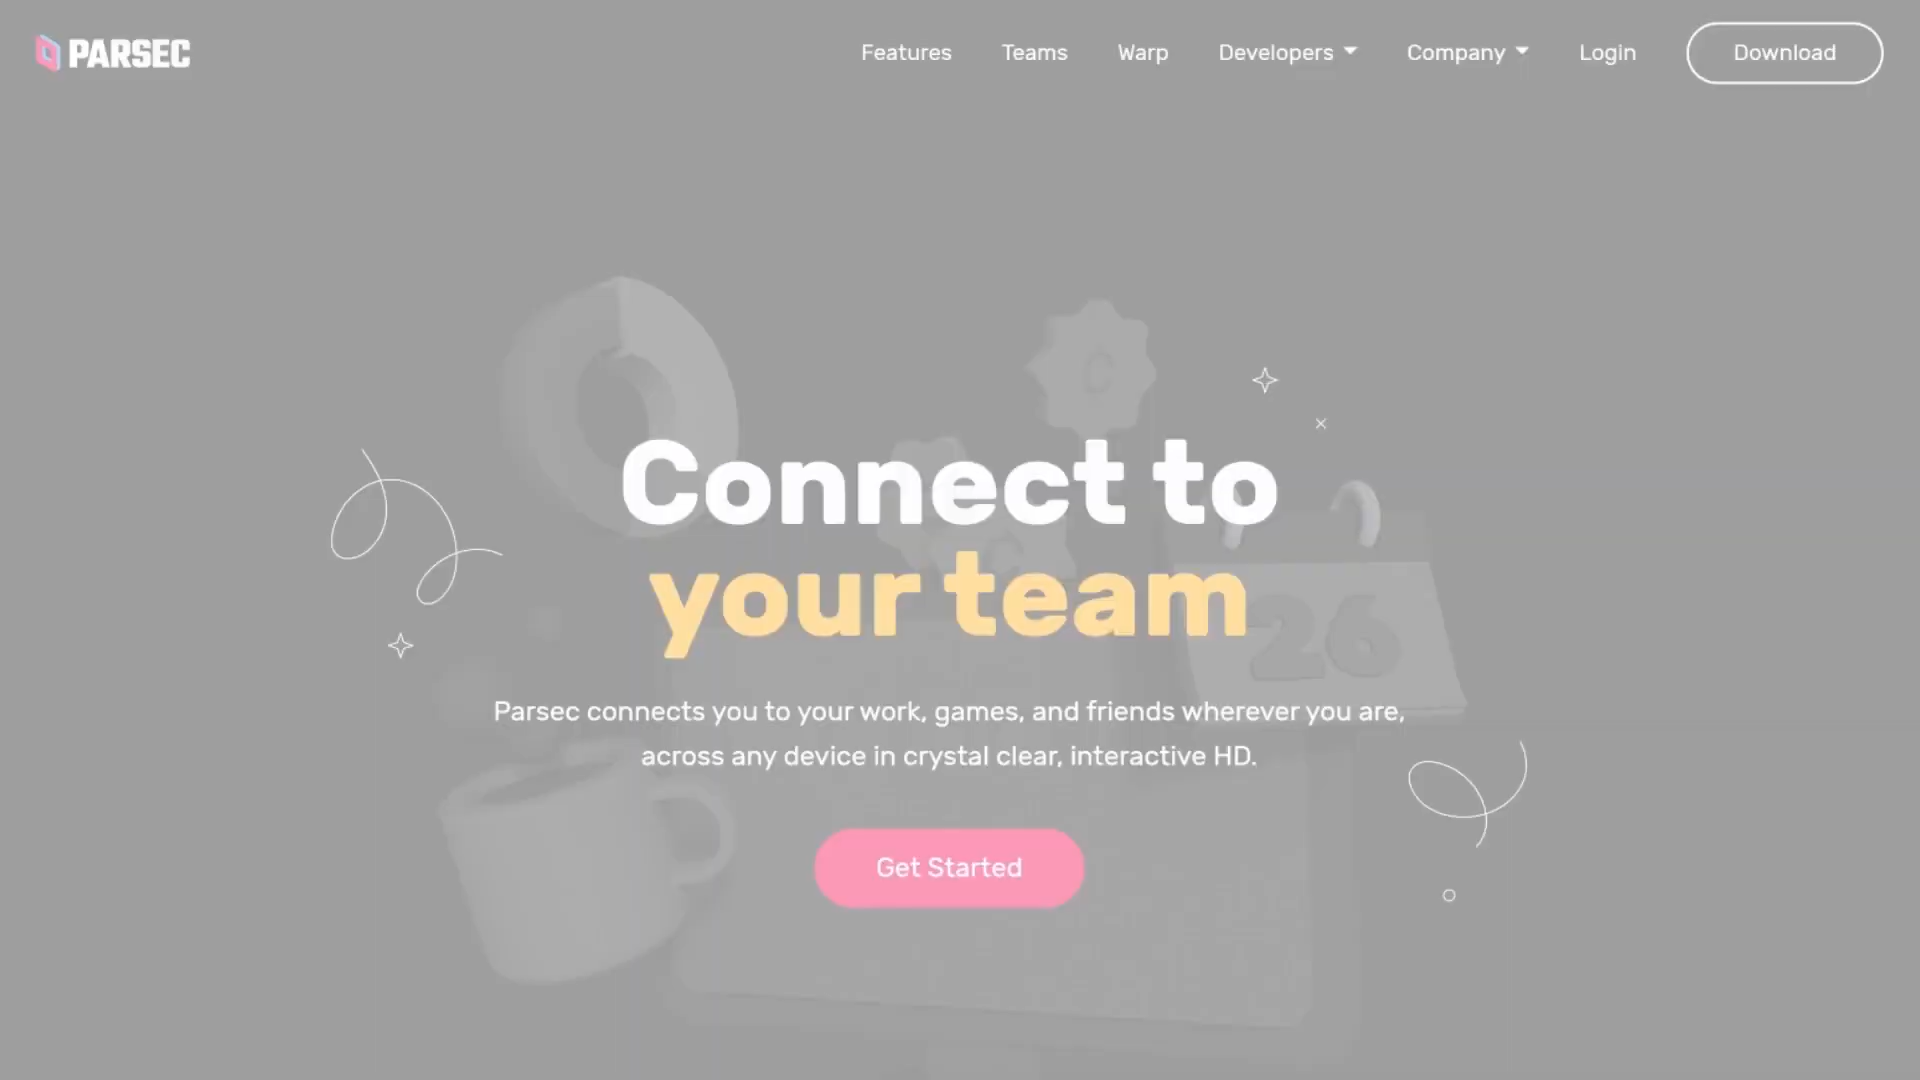 PARSEC
Features Teams Warp Developers Company Login Download
C
C
Connect to
your team
26
Parsec connects you to your work, games, and friends wherever you are,
across any device in crystal clear, interactive HD.
Get Started